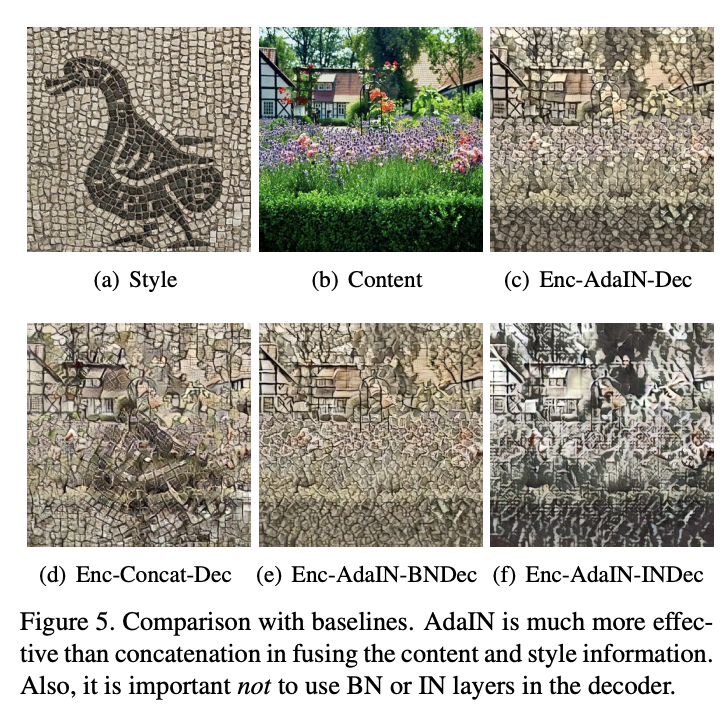 (a) Style
(b) Content
(c) Enc-AdaIN-Dec
(d) Enc-Concat-Dec
(e) Enc-AdaIN-BNDec
(f) Enc-AdaIN-INDec
Figure 5. Comparison with baselines. AdaIN is much more effec-
tive than concatenation in fusing the content and style information.
Also, it is important not to use BN or IN layers in the decoder.